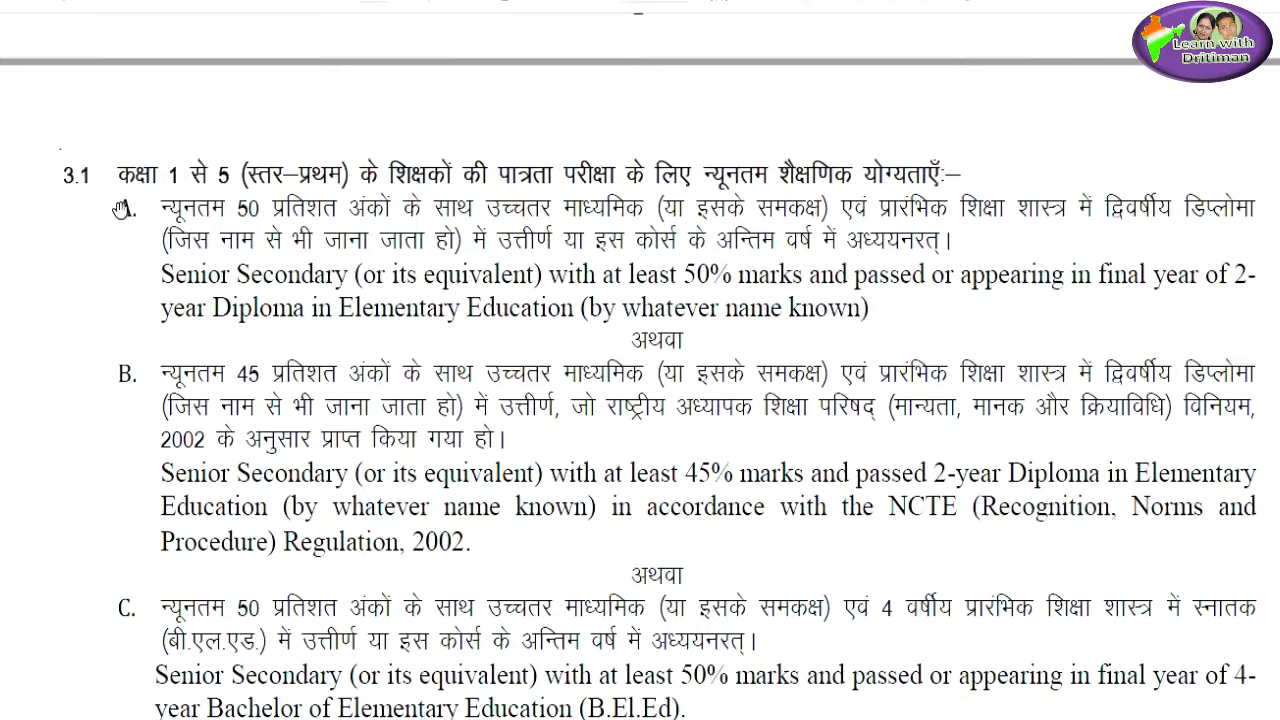 Learn with
Dritiman
3.1 कक्षा 1 से 5 (स्तर–प्रथम) के शिक्षकों की पात्रता परीक्षा के लिए न्यूनतम शैक्षणिक योग्यताएँ:–
A. न्यूनतम 50 प्रतिशत अंकों के साथ उच्चतर माध्यमिक (या इसके समकक्ष) एवं प्रारंभिक शिक्षा शास्त्र में द्विवर्षीय डिप्लोमा
(जिस नाम से भी जाना जाता हो) में उत्तीर्ण या इस कोर्स के अन्तिम वर्ष में अध्ययनरत्।
Senior Secondary (or its equivalent) with at least 50% marks and passed or appearing in final year of 2-
year Diploma in Elementary Education (by whatever name known)
अथवा
B. न्यूनतम 45 प्रतिशत अंकों के साथ उच्चतर माध्यमिक (या इसके समकक्ष) एवं प्रारंभिक शिक्षा शास्त्र में द्विवर्षीय डिप्लोमा
(जिस नाम से भी जाना जाता हो) में उत्तीर्ण, जो राष्ट्रीय अध्यापक शिक्षा परिषद् (मान्यता, मानक और क्रियाविधि) विनियम,
2002 के अनुसार प्राप्त किया गया हो।
Senior Secondary (or its equivalent) with at least 45% marks and passed 2-year Diploma in Elementary
Education (by whatever name known) in accordance with the NCTE (Recognition, Norms and
Procedure) Regulation, 2002.
अथवा
C. न्यूनतम 50 प्रतिशत अंकों के साथ उच्चतर माध्यमिक (या इसके समकक्ष) एवं 4 वर्षीय प्रारंभिक शिक्षा शास्त्र में स्नातक
(बी.एल.एड.) में उत्तीर्ण या इस कोर्स के अन्तिम वर्ष में अध्ययनरत्।
Senior Secondary (or its equivalent) with at least 50% marks and passed or appearing in final year of 4-
year Bachelor of Elementary Education (B.El.Ed).